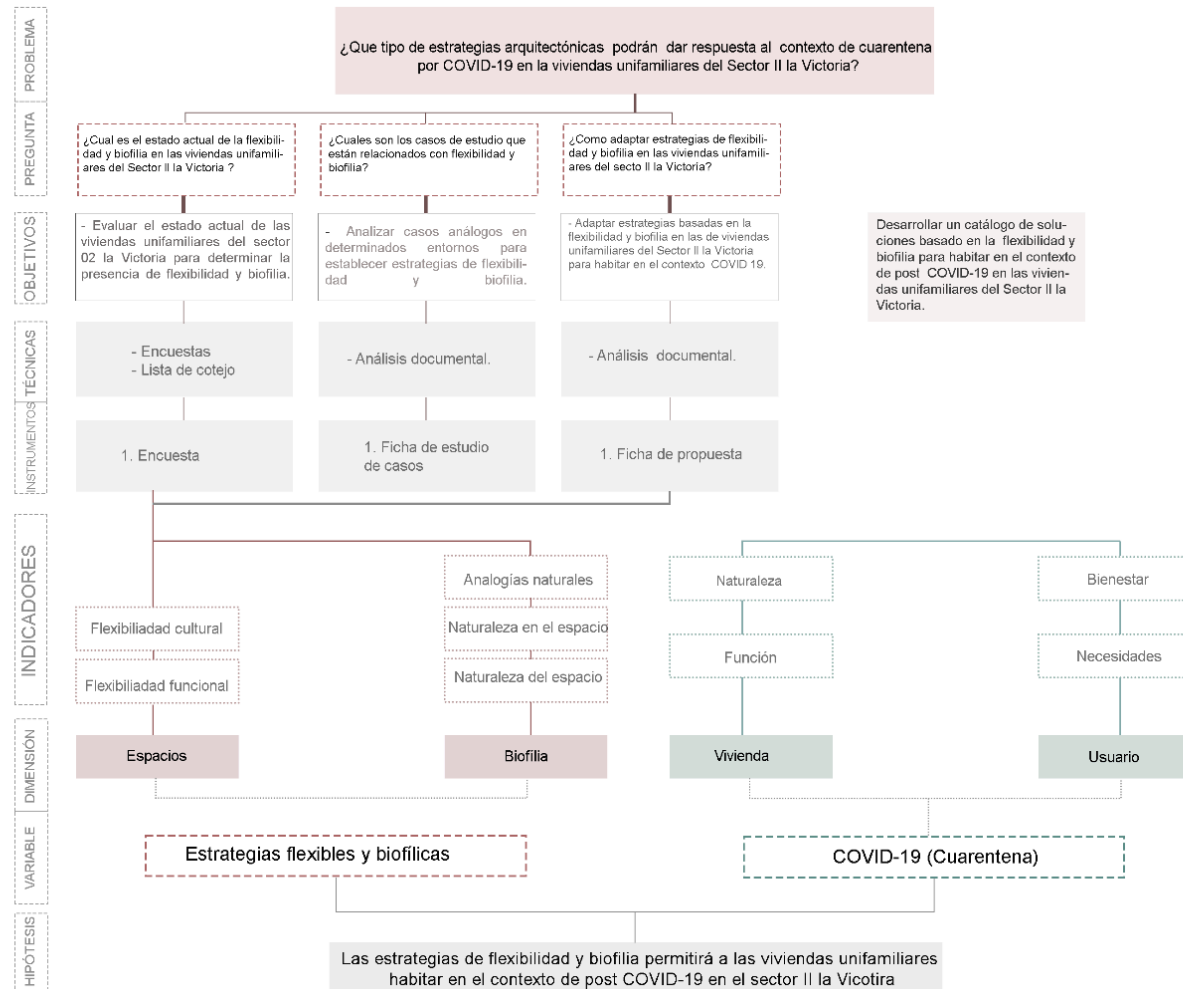 PROBLEMA
¿Que tipo de estrategias arquitectónicas podrán dar respuesta al contexto de cuarentena
por COVID-19 en la viviendas unifamiliares del Sector II la Victoria?
PREGUNTA
¿Cual es el estado actual de la flexibili-
dad y biofilia en las viviendas unifamili-
ares del Sector II la Victoria ?
¿Cuales son los casos de estudio que
están relacionados con flexibilidad y
biofilia?
¿Como adaptar estrategias de flexibili-
dad y biofilia en las viviendas unifamili-
ares del secto II la Victoria?
OBJETIVOS
- Evaluar el estado actual de las
viviendas unifamiliares del sector
02 la Victoria para determinar la
presencia de flexibilidad y biofilia.
- Analizar casos análogos en
determinados entornos para
establecer estrategias de flexibili-
dad y biofilia.
- Adaptar estrategias basadas en la
flexibilidad y biofilia en las de viviendas
unifamiliares del Sector II la Victoria
para habitar en el contexto COVID 19.
Desarrollar un catálogo de solu-
ciones basado en la flexibilidad y
biofilia para habitar en el contexto
de post COVID-19 en las vivien-
das unifamiliares del Sector II la
Victoria.
TÉCNICAS
- Encuestas
- Lista de cotejo
- Análisis documental.
- Análisis documental.
INSTRUMENTOS
1. Encuesta
1. Ficha de estudio
de casos
1. Ficha de propuesta
INDICADORES
Analogías naturales
Naturaleza
Bienestar
Flexibiliadad cultural
Naturaleza en el espacio
Función
Necesidades
Flexibiliadad funcional
Naturaleza del espacio
DIMENSIÓN
Espacios
Biofilia
Vivienda
Usuario
VARIABLE
Estrategias flexibles y biofílicas
COVID-19 (Cuarentena)
HIPÓTESIS
Las estrategias de flexibilidad y biofilia permitirá a las viviendas unifamiliares
habitar en el contexto de post COVID-19 en el sector II la Vicotira